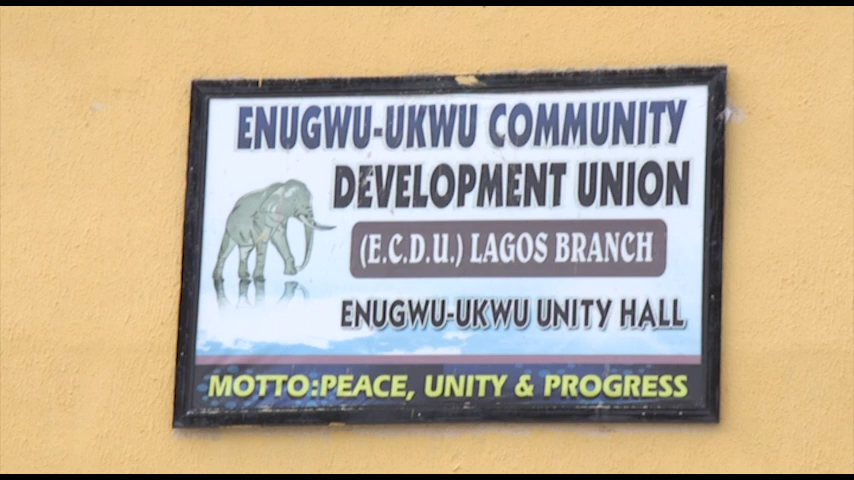 ENUGWU-UKWU COMMUNITY
DEVELOPMENT UNION
(E.C.D.U.) LAGOS BRANCH
ENUGWU-UKWU UNITY HALL
MOTTO:PEACE, UNITY & PROGRESS